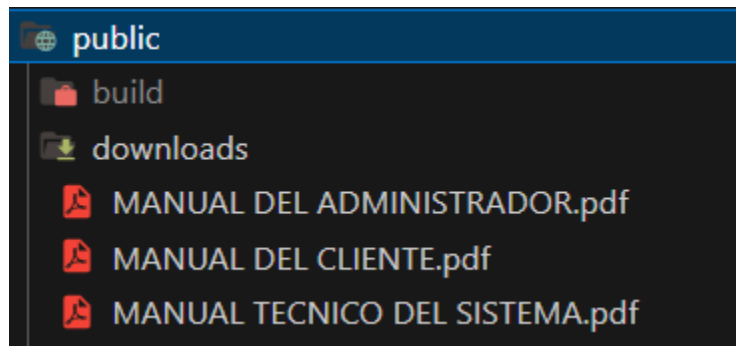 public
build
downloads
MANUAL DEL ADMINISTRADOR.pdf
MANUAL DEL CLIENTE.pdf
MANUAL TECNICO DEL SISTEMA.pdf